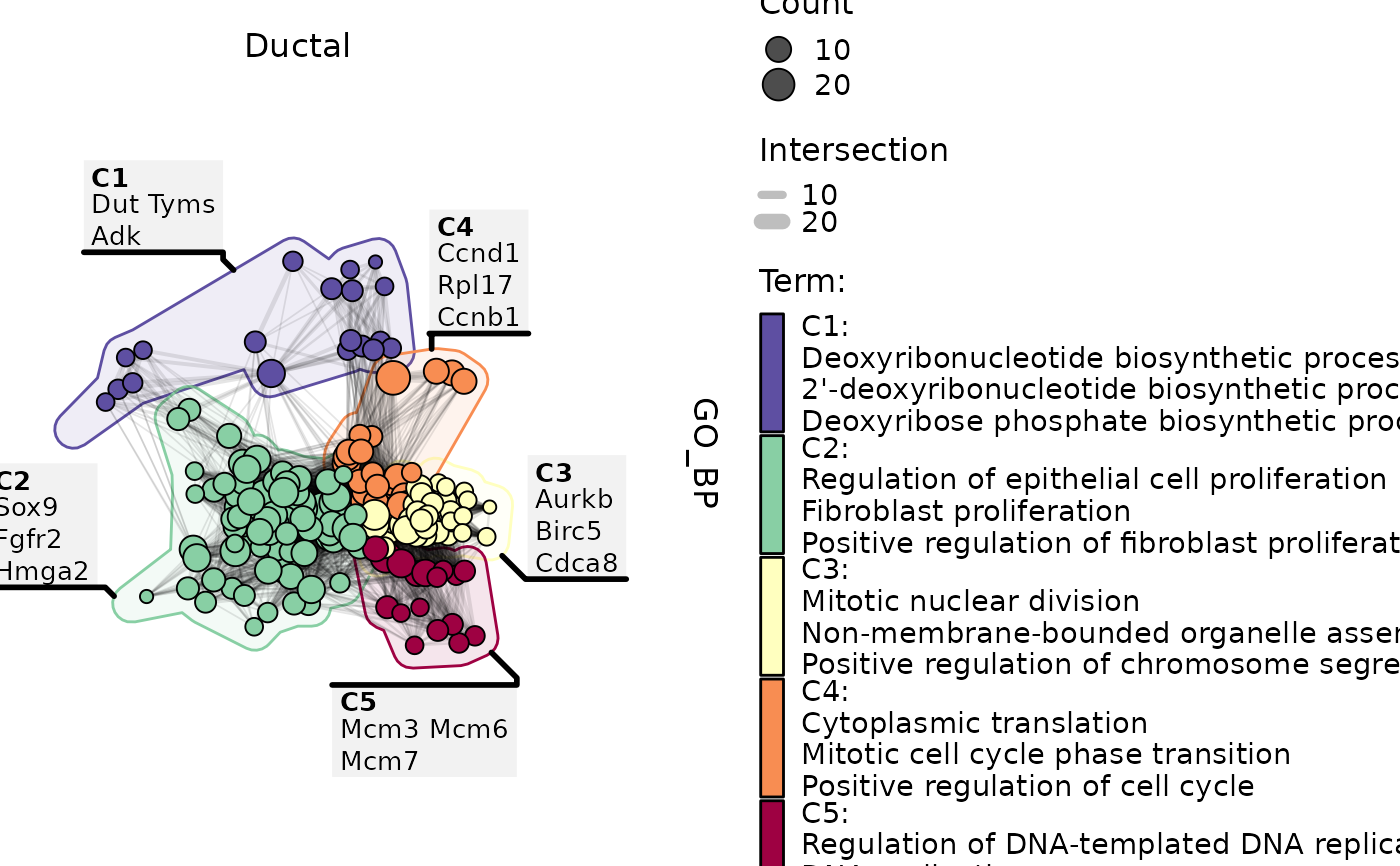 Ductal
C1
Dut Tyms
Adk
C4
Ccnd1
Rpl17
Ccnb1
C2
Sox9
Fgfr2
Hmga2
C3
Aurkb
Birc5
Cdca8
C5
Mcm3 Mcm6
Mcm7
GO_BP
Count
10
20
Intersection
10
20
Term:
C1:
Deoxyribonucleotide biosynthetic proces
2'-deoxyribonucleotide biosynthetic proc
Deoxyribose phosphate biosynthetic pro
C2:
Regulation of epithelial cell proliferation
Fibroblast proliferation
Positive regulation of fibroblast proliferat
C3:
Mitotic nuclear division
Non-membrane-bounded organelle asse
Positive regulation of chromosome segre
C4:
Cytoplasmic translation
Mitotic cell cycle phase transition
Positive regulation of cell cycle
C5:
Regulation of DNA-templated DNA replica